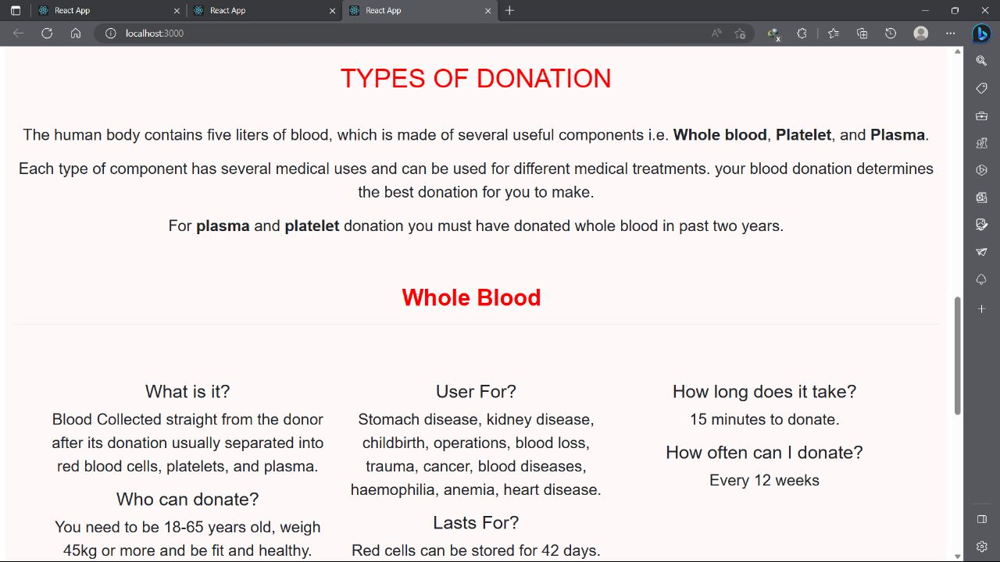 React App
React App
React App
localhost:3000
TYPES OF DONATION
The human body contains five liters of blood, which is made of several useful components i.e. Whole blood, Platelet, and Plasma.
Each type of component has several medical uses and can be used for different medical treatments. your blood donation determines
the best donation for you to make.
For plasma and platelet donation you must have donated whole blood in past two years.
Whole Blood
What is it?
Blood Collected straight from the donor
after its donation usually separated into
red blood cells, platelets, and plasma.
Who can donate?
You need to be 18-65 years old, weigh
45kg or more and be fit and healthy.
User For?
Stomach disease, kidney disease,
childbirth, operations, blood loss,
trauma, cancer, blood diseases,
haemophilia, anemia, heart disease.
Lasts For?
Red cells can be stored for 42 days.
How long does it take?
15 minutes to donate.
How often can I donate?
Every 12 weeks